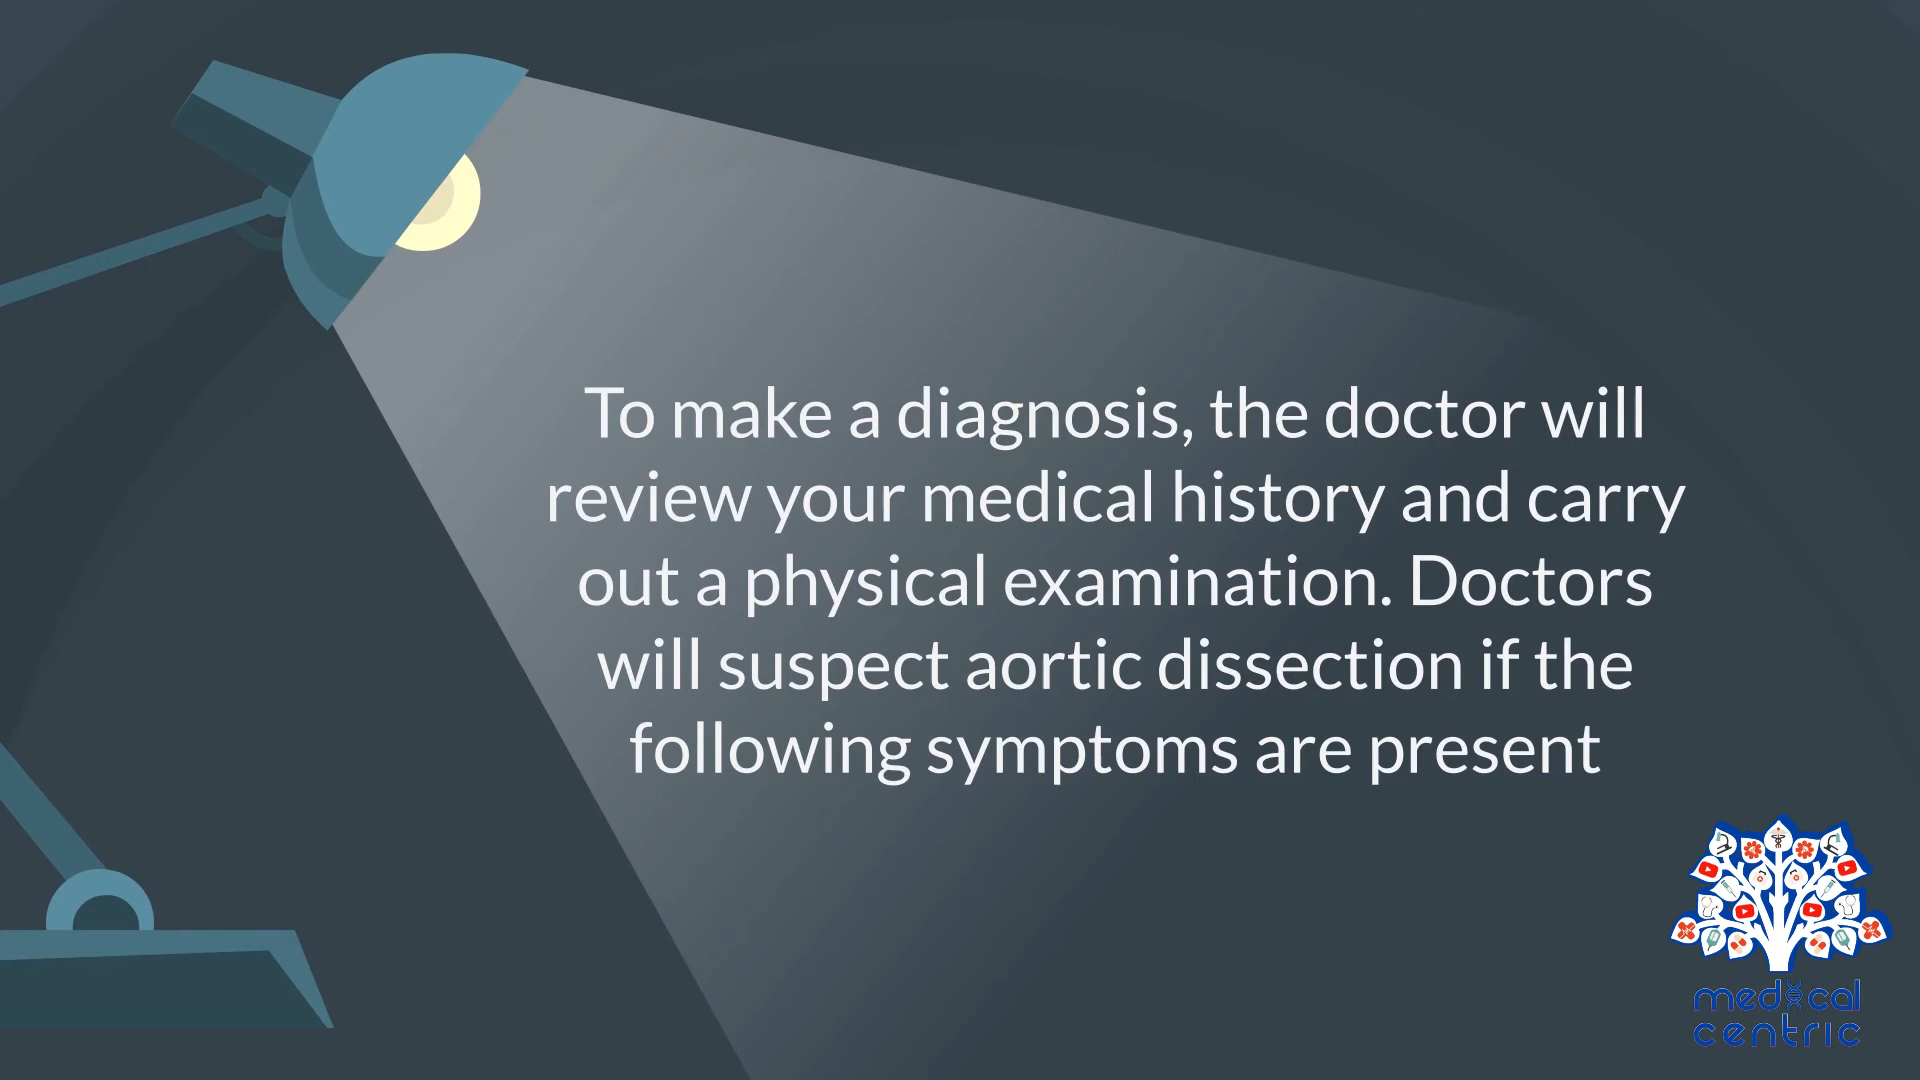 To make a diagnosis, the doctor will
review your medical history and carry
out a physical examination. Doctors
will suspect aortic dissection if the
following symptoms are present
medical
centric